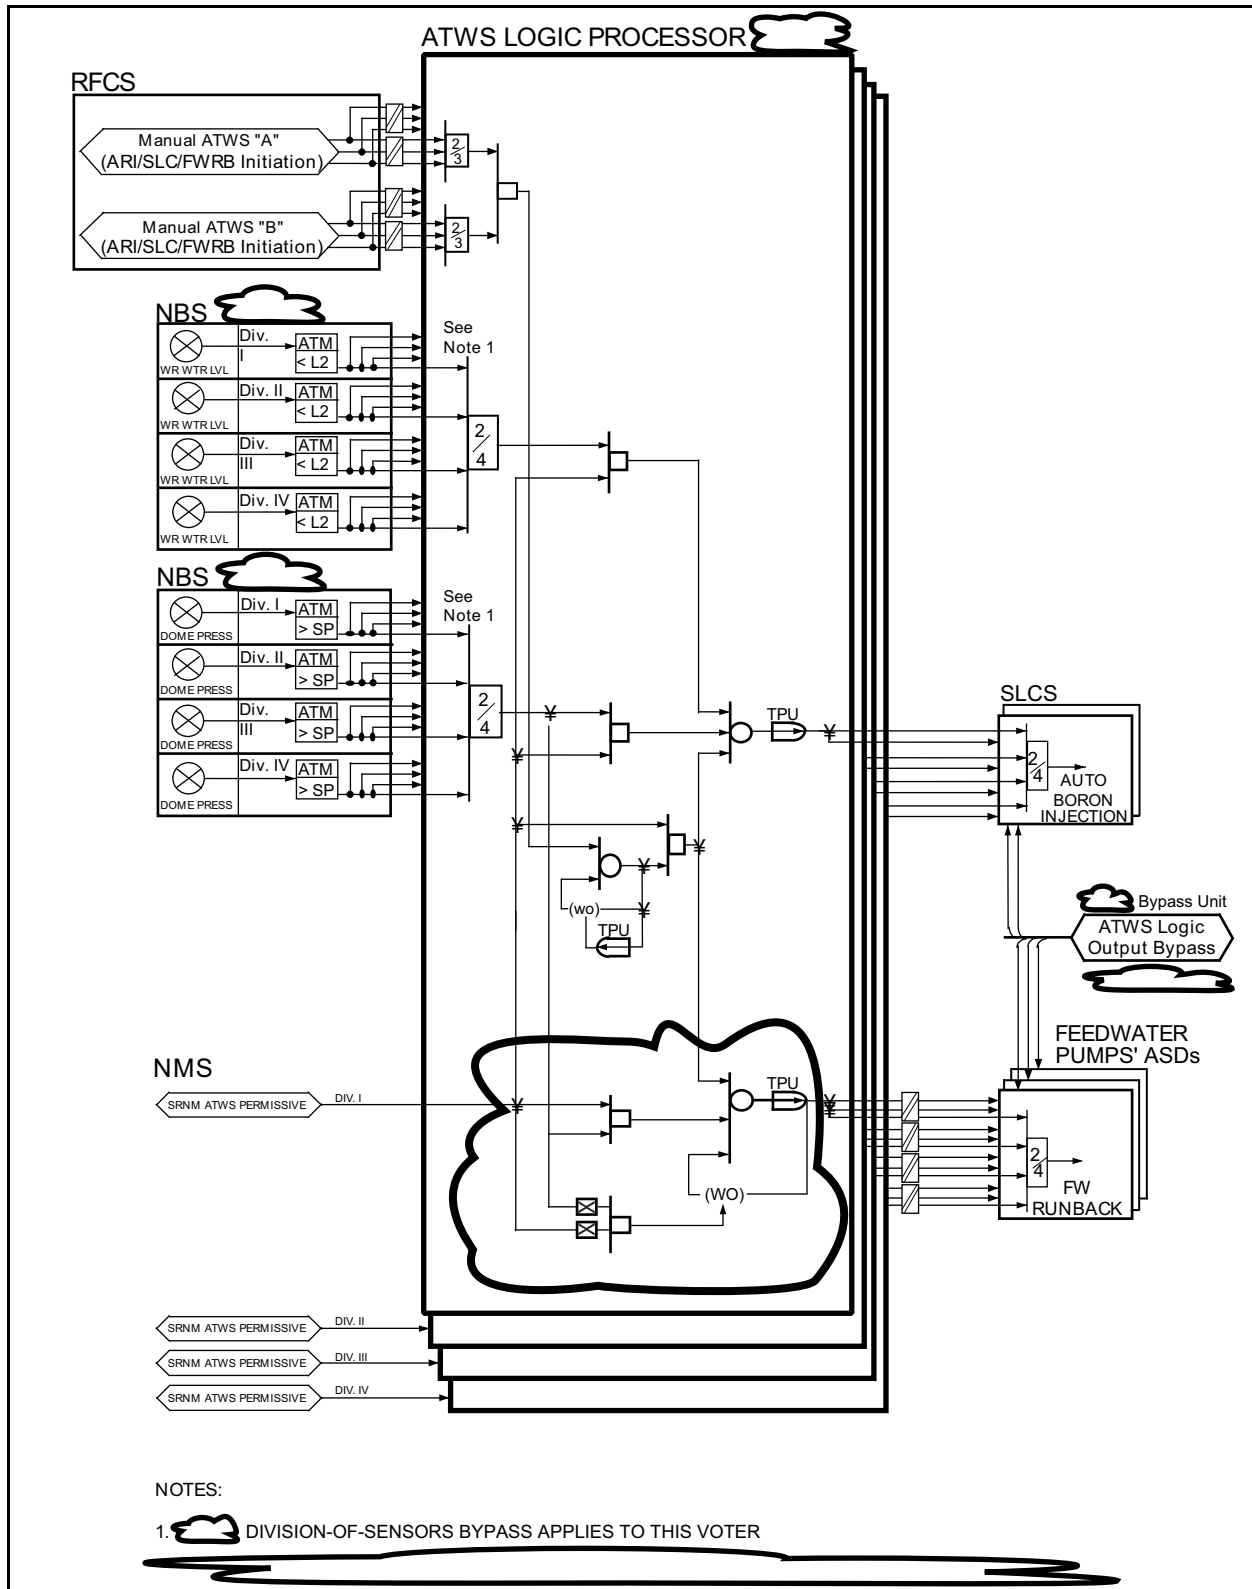 ATWS LOGIC PROCESSOR
RFCS
Manual ATWS "A"
(ARI/SLC/FWRB Initiation)
2/3
Manual ATWS "B"
(ARI/SLC/FWRB Initiation)
2/3
NBS
See
Note 1
Div.
I
ATM
< L2
WR WTR LVL
Div. II
ATM
< L2
WR WTR LVL
2/4
Div.
III
ATM
< L2
WR WTR LVL
Div. IV
ATM
< L2
WR WTR LVL
NBS
See
Note 1
Div. I
ATM
> SP
DOME PRESS
Div. II
ATM
> SP
DOME PRESS
2/4
Div.
III
ATM
> SP
DOME PRESS
Div. IV
ATM
> SP
DOME PRESS
TPU
SLCS
2/4
AUTO
BORON
INJECTION
(wo)
TPU
Bypass Unit
ATWS Logic
Output Bypass
FEEDWATER
PUMPS' ASDs
NMS
SRNM ATWS PERMISSIVE
DIV. I
TPU
(WO)
2/4
FW
RUNBACK
SRNM ATWS PERMISSIVE
DIV. II
SRNM ATWS PERMISSIVE
DIV. III
SRNM ATWS PERMISSIVE
DIV. IV
NOTES:
1. DIVISION-OF-SENSORS BYPASS APPLIES TO THIS VOTER